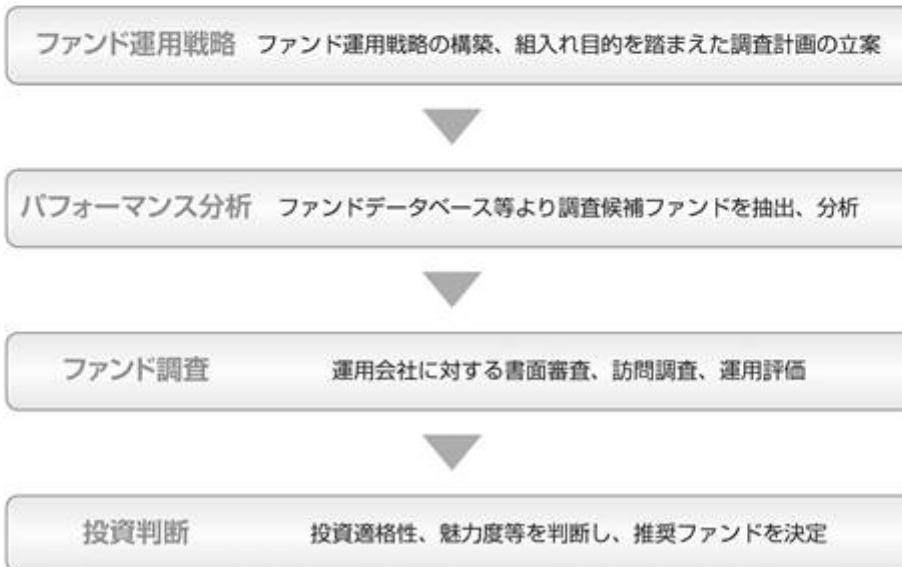 ファンド運用戦略 ファンド運用戦略の構築、組入れ目的を踏まえた調査計画の立案
パフォーマンス分析 ファンドデータベース等より調査候補ファンドを抽出、分析
ファンド調査 運用会社に対する書面審査、訪問調査、運用評価
投資判断 投資適格性、魅力度等を判断し、推奨ファンドを決定